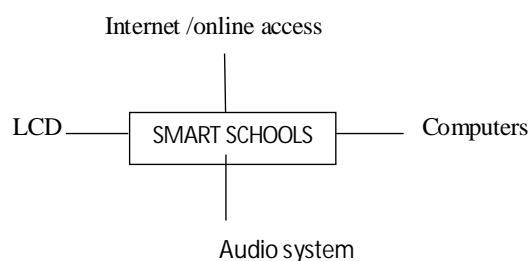 Internet /online access
LCD
SMART SCHOOLS
Computers
Audio system